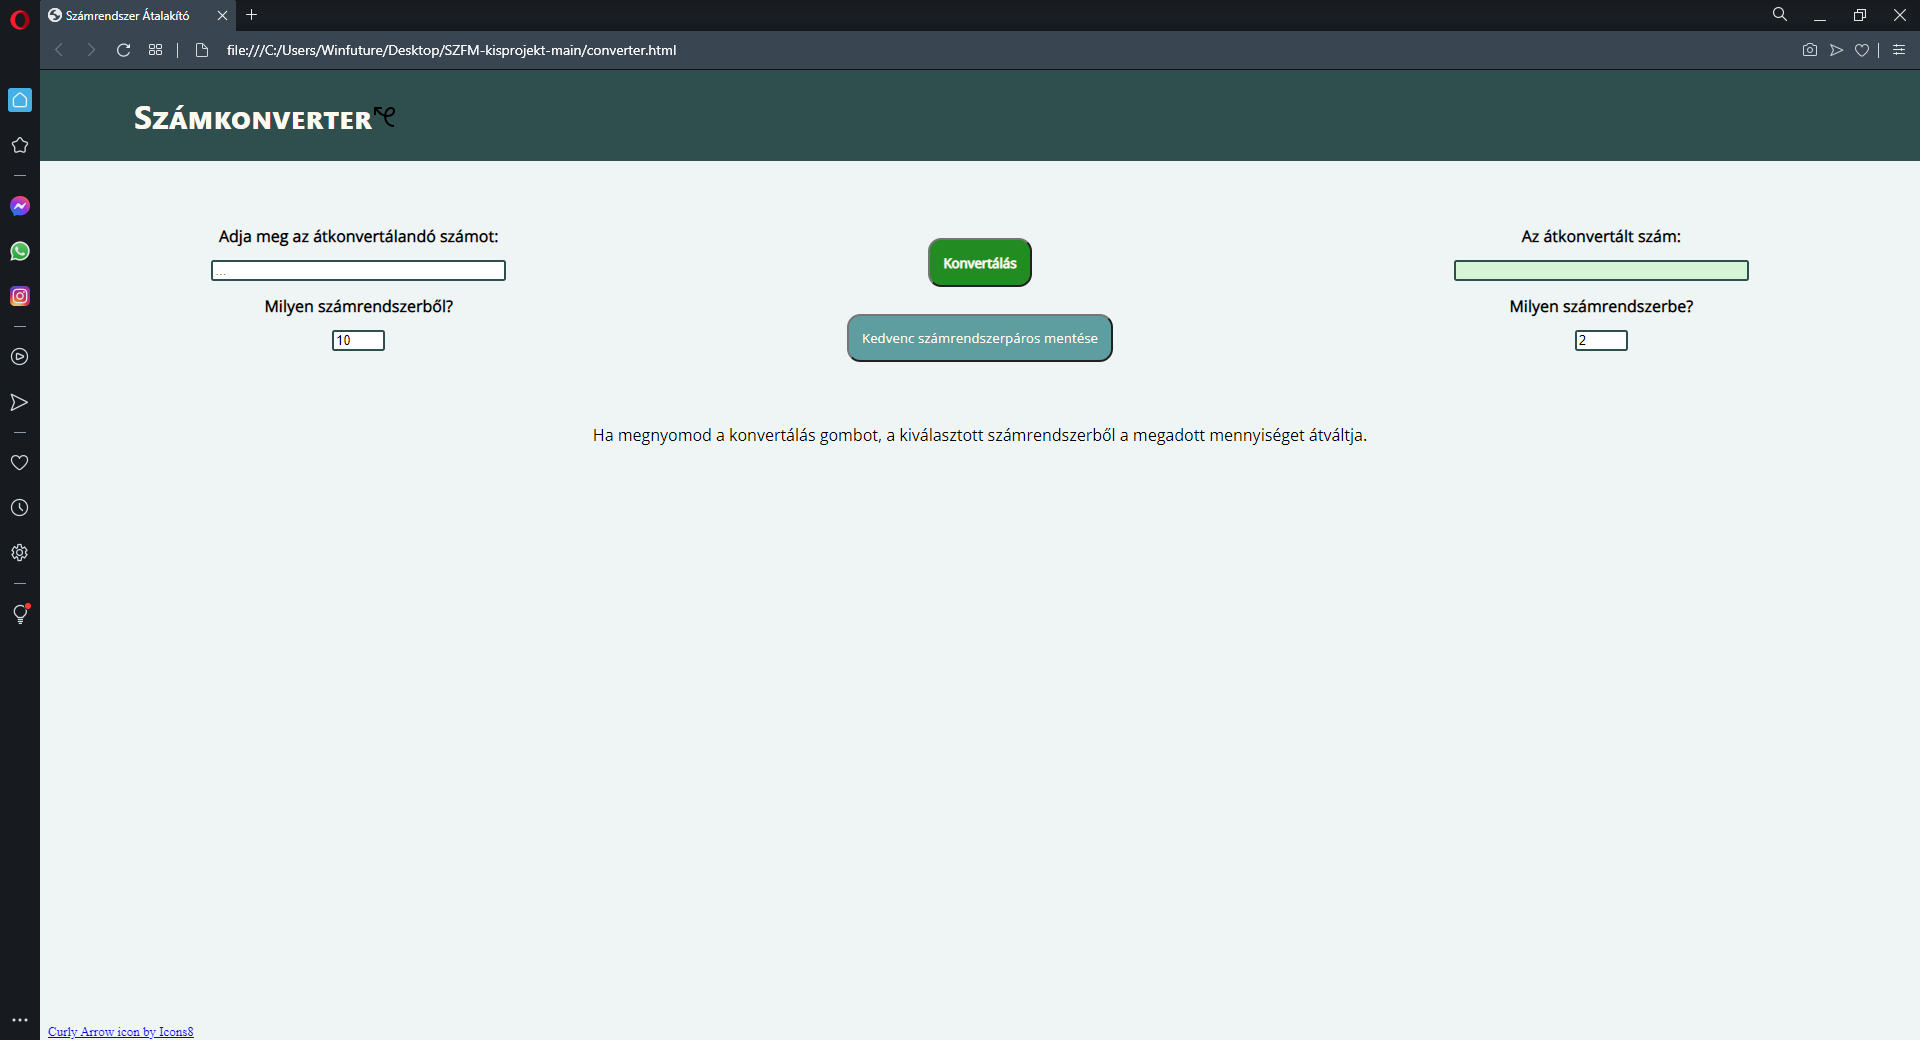 Számrendszer Átalakító
file:///C:/Users/Winfuture/Desktop/SZFM-kisprojekt-main/converter.html
Számkonverter
Adja meg az átkonvertálandó számot:
...
Milyen számrendszerből?
10
Konvertálás
Kedvenc számrendszerpáros mentése
Az átkonvertált szám:
Milyen számrendszerbe?
2
Ha megnyomod a konvertálás gombot, a kiválasztott számrendszerből a megadott mennyiséget átváltja.
Curly Arrow icon by Icons8